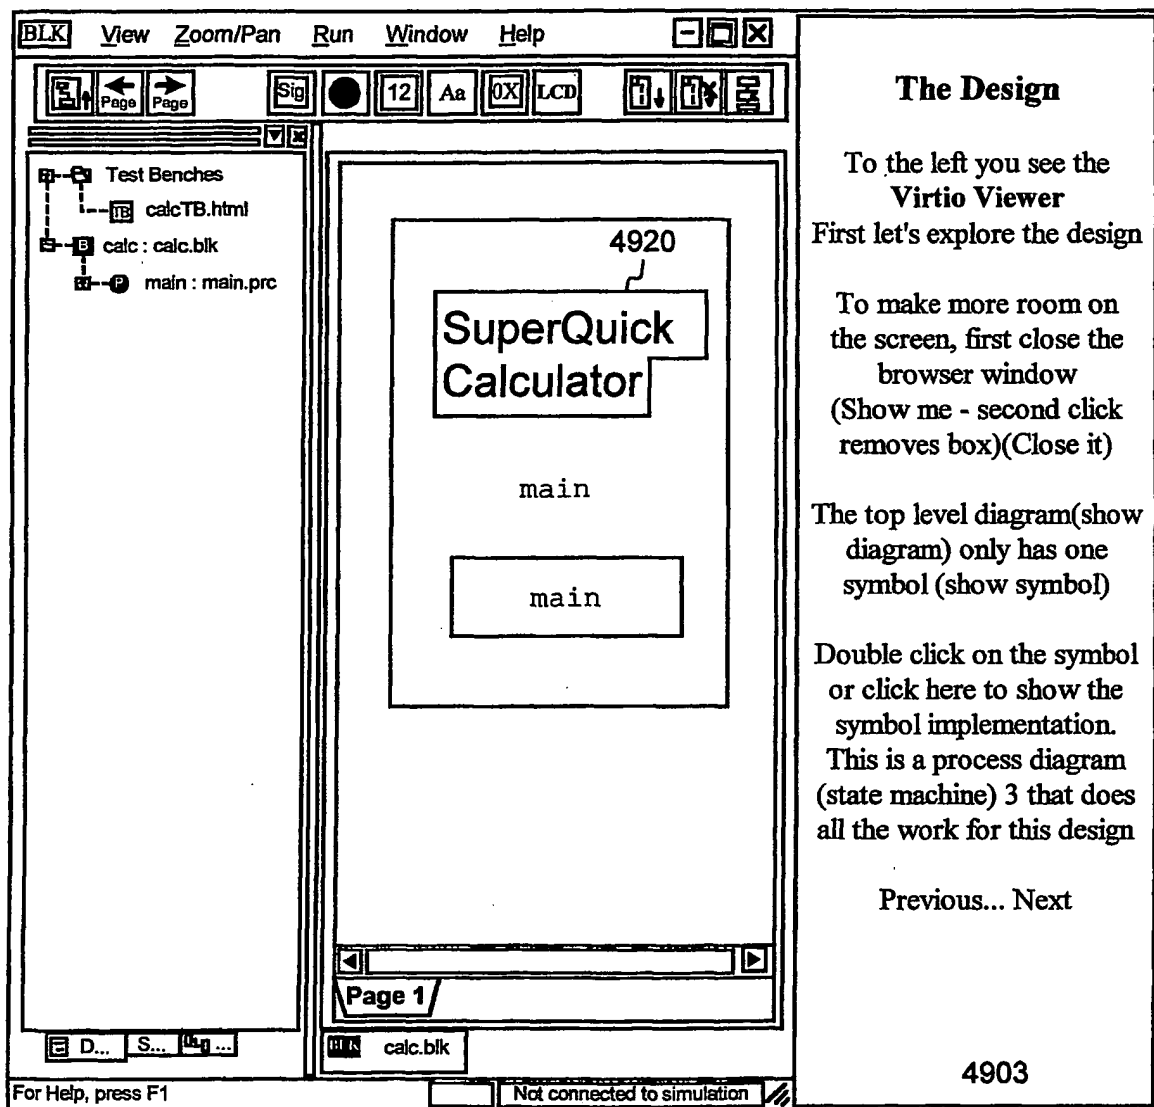 BLK View Zoom/Pan Run Window Help
Page Page Sig 12 Aa 0X LCD
Test Benches
TB calcTB.html
B calc : calc.blk
P main : main.prc
4920
SuperQuick
Calculator
main
main
Page 1
D... S...
BLK calc.blk
For Help, press F1
Not connected to simulation
The Design
To the left you see the
Virtio Viewer
First let's explore the design
To make more room on
the screen, first close the
browser window
(Show me - second click
removes box)(Close it)
The top level diagram(show
diagram) only has one
symbol (show symbol)
Double click on the symbol
or click here to show the
symbol implementation.
This is a process diagram
(state machine) 3 that does
all the work for this design
Previous... Next
4903